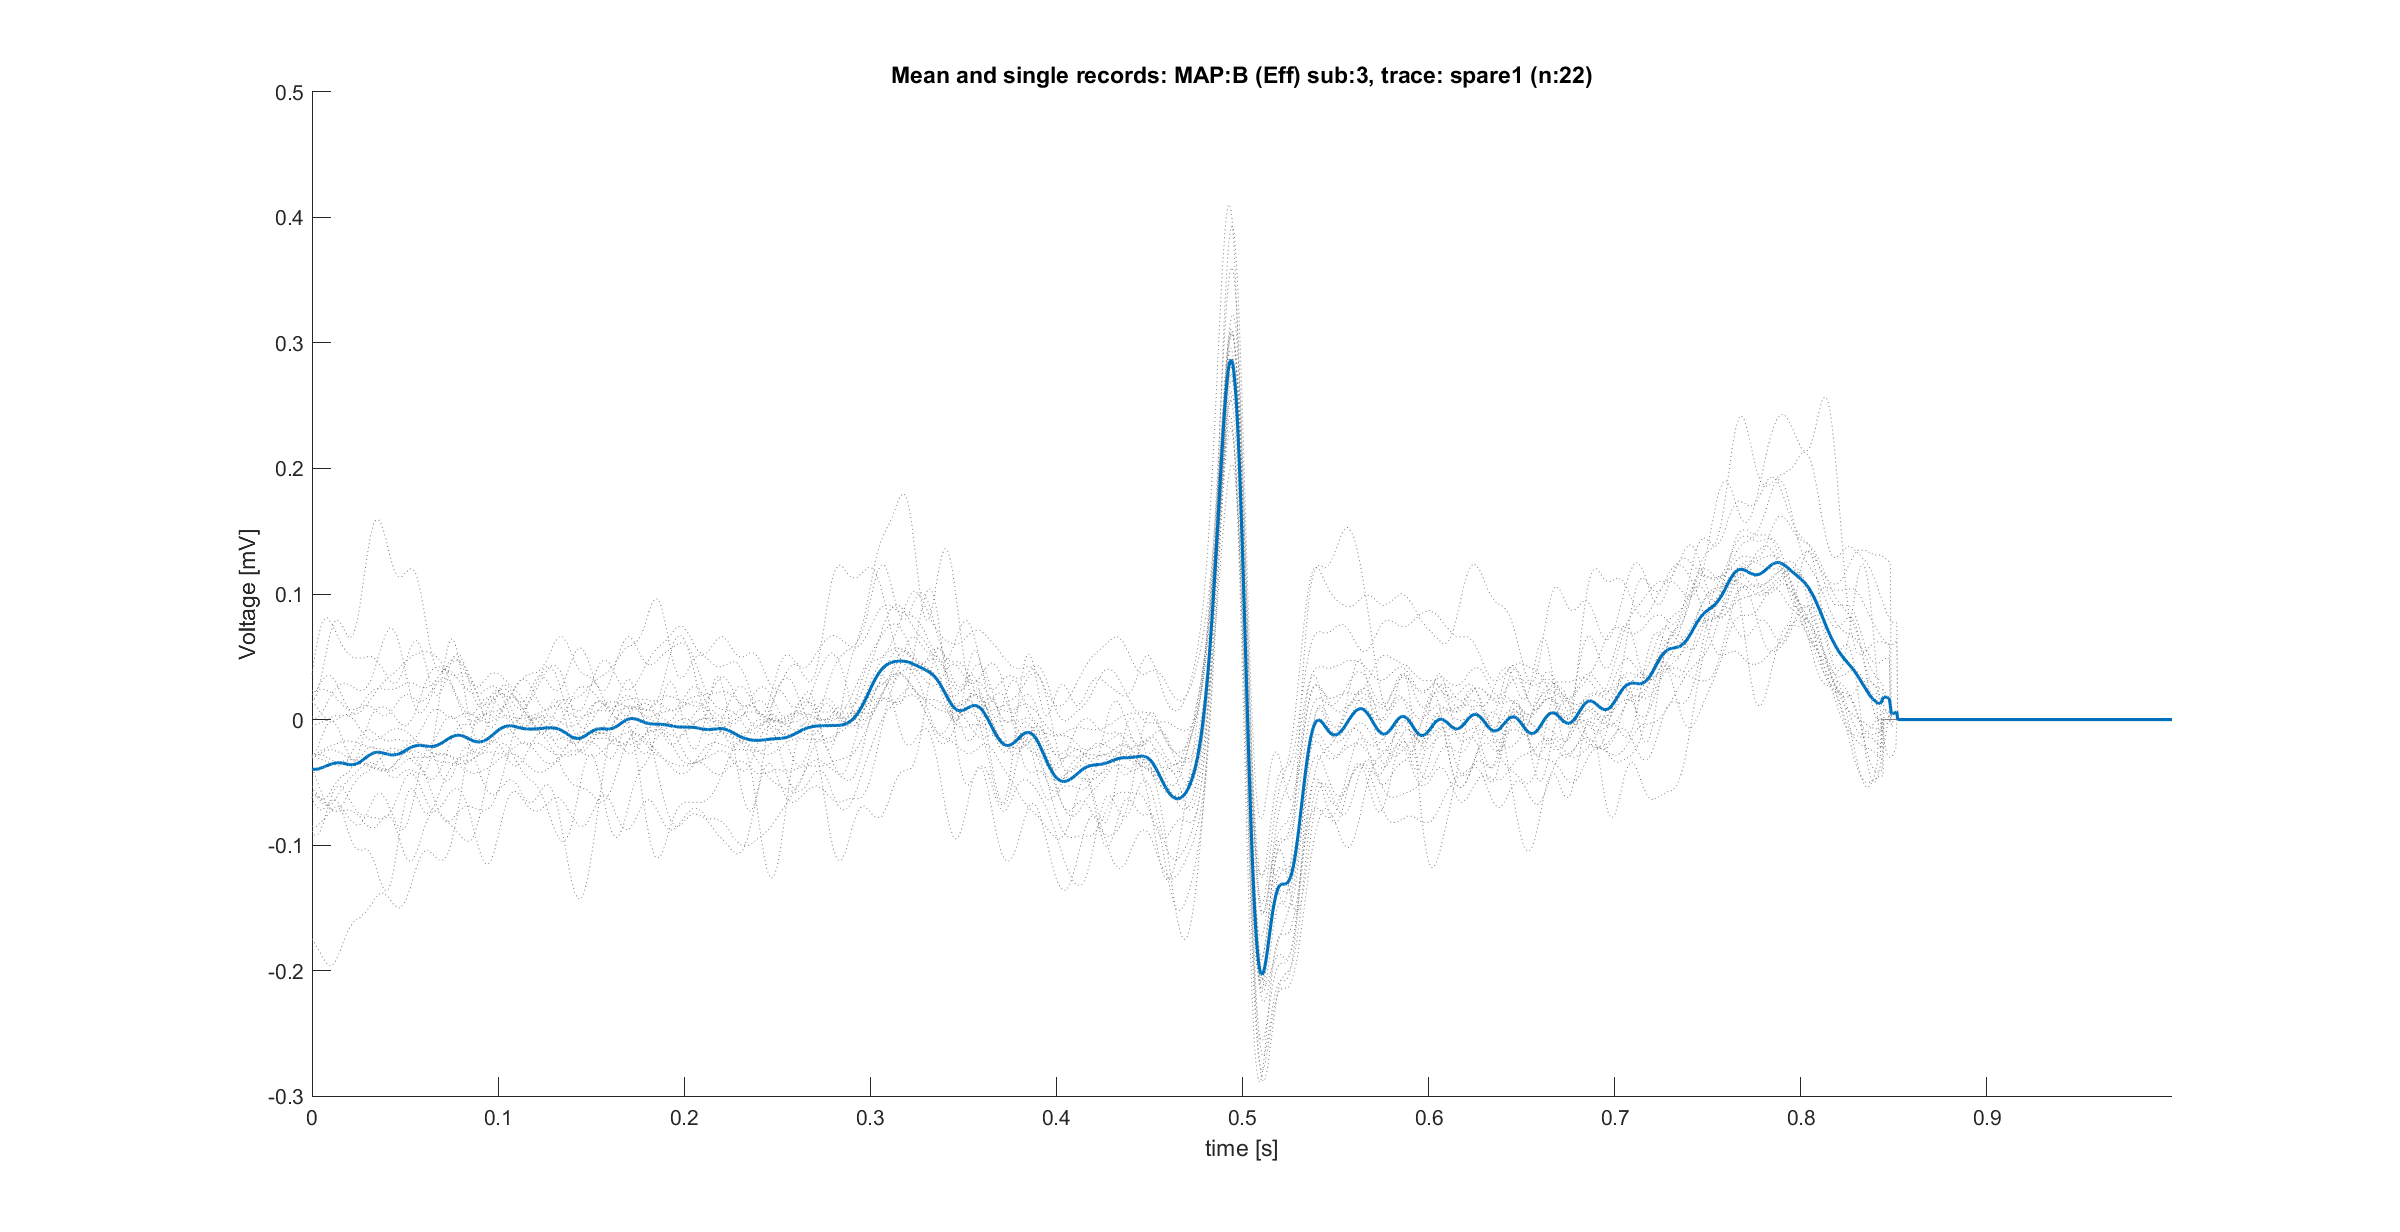 Mean and single records: MAP:B (Eff) sub:3, trace: spare1 (n:22)
0.5
0.4
0.3
0.2
0.1
0
-0.1
-0.2
-0.3
Voltage [mV]
0 0.1 0.2 0.3 0.4 0.5 0.6 0.7 0.8 0.9
time [s]